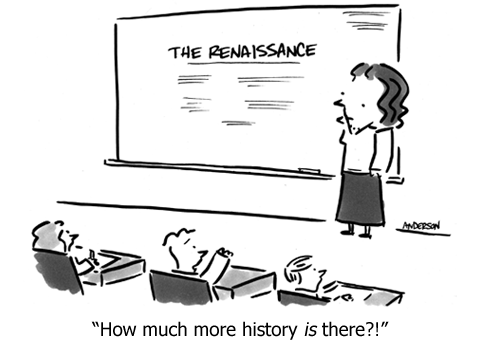 THE RENAISSANCE
ANDERSON
“How much more history is there?!”